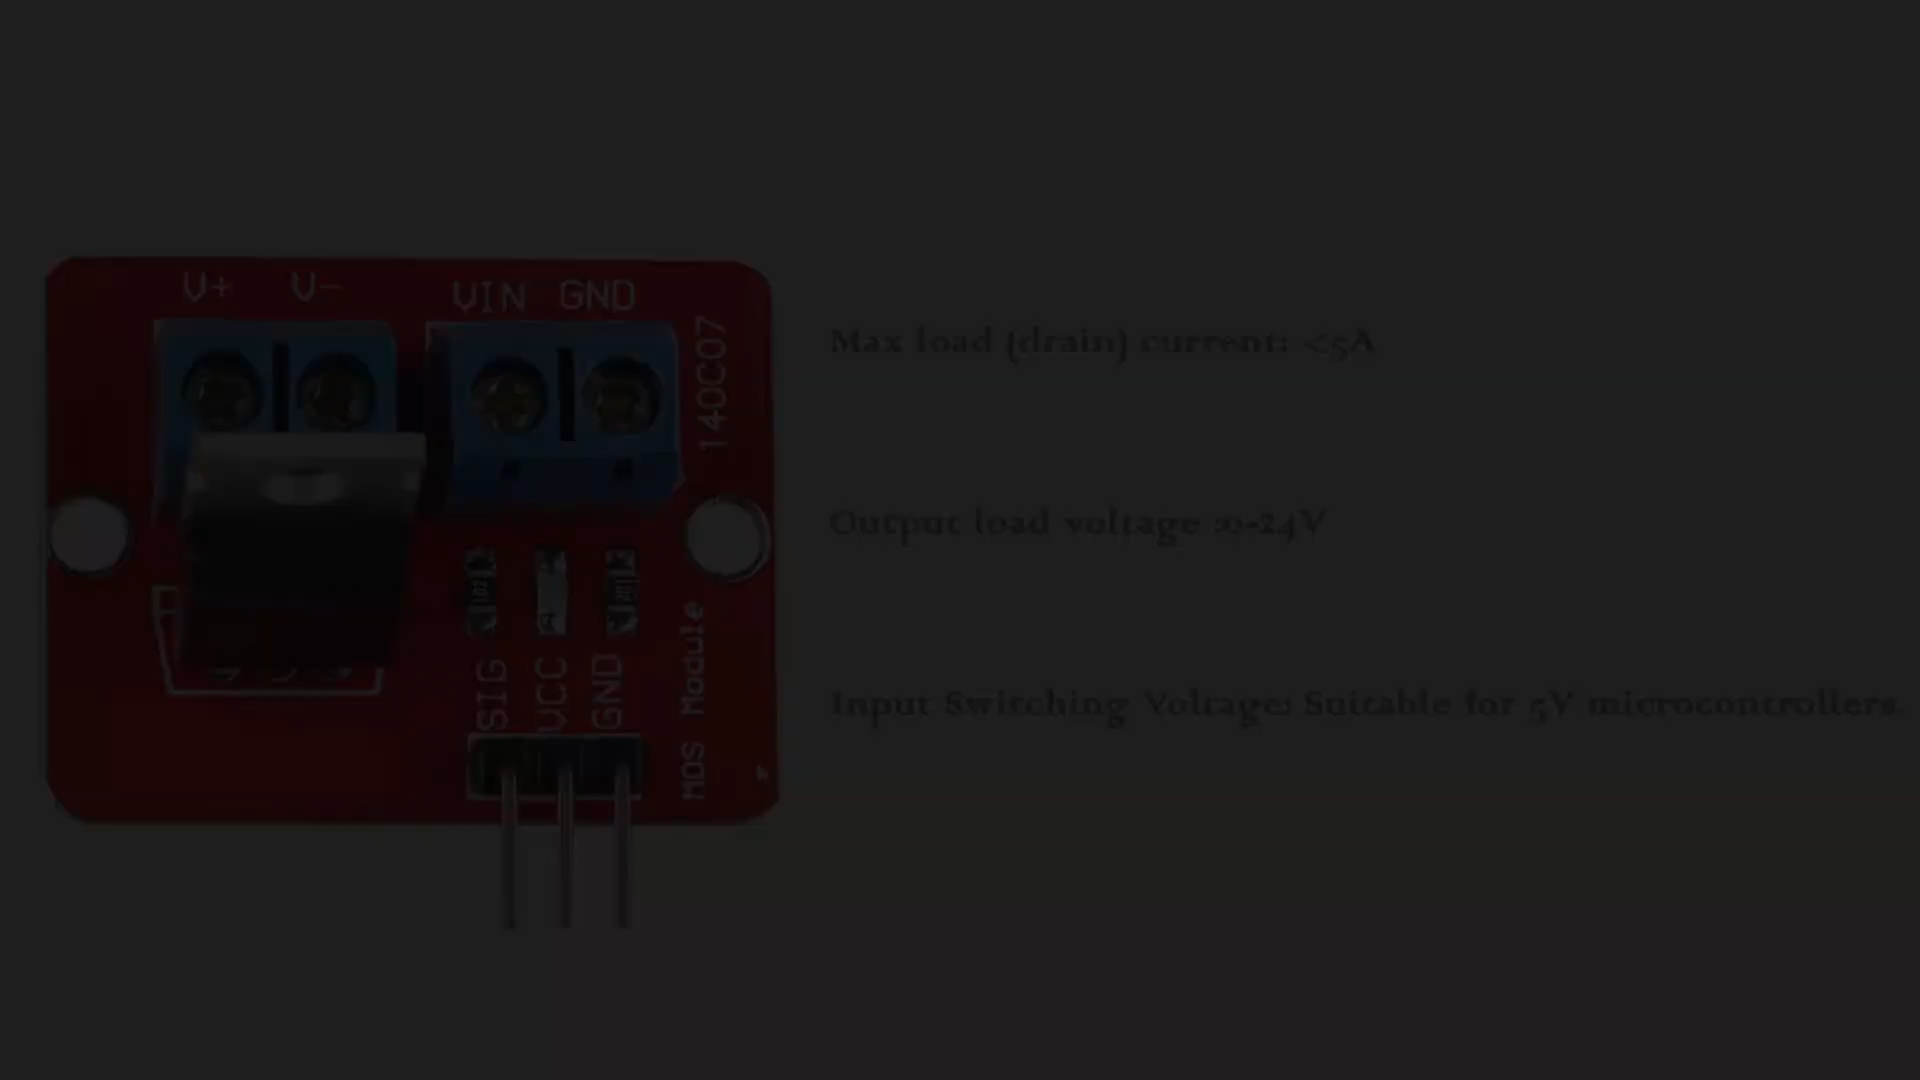 V+ V- VIN GND
14OCO7
Max load (drain) current: <5A
Output load voltage 0-24V
SIG VCC GND
MOS Module
Input Switching Voltage: Suitable for 5V microcontrollers.